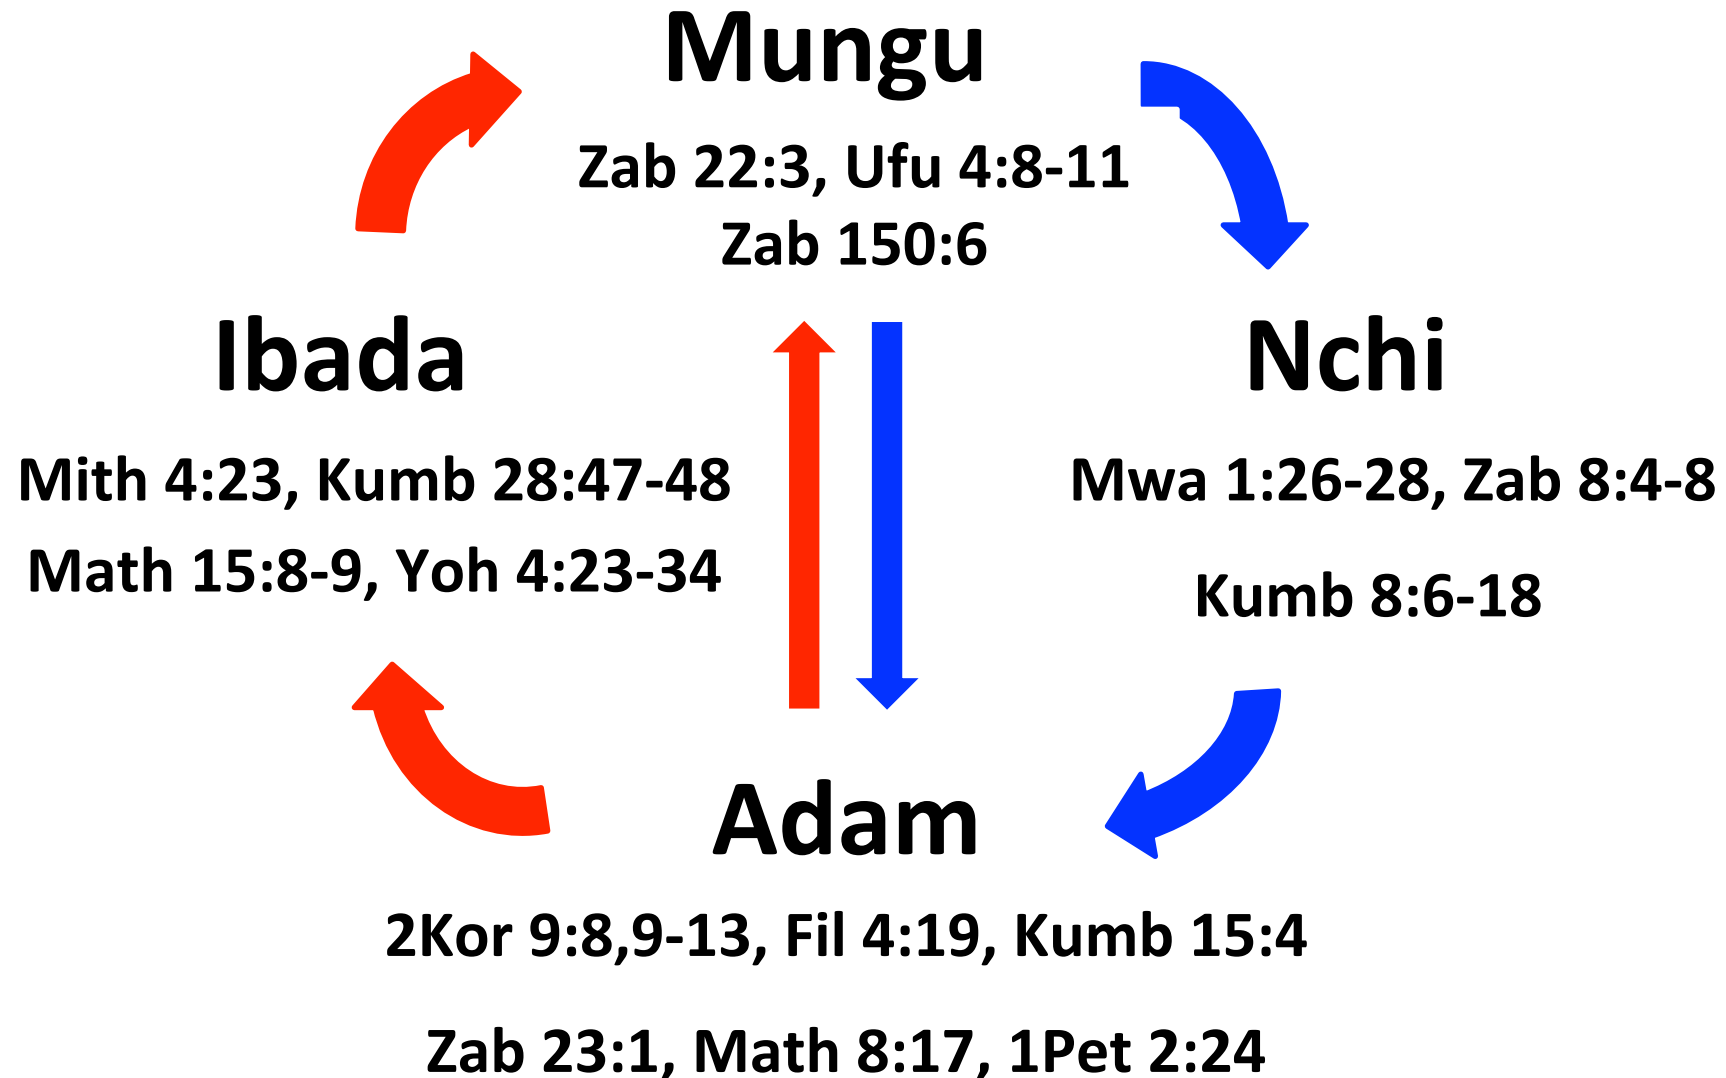 Mungu
Zab 22:3, Ufu 4:8-11
Zab 150:6
Ibada
Mith 4:23, Kumb 28:47-48
Math 15:8-9, Yoh 4:23-34
Nchi
Mwa 1:26-28, Zab 8:4-8
Kumb 8:6-18
Adam
2Kor 9:8,9-13, Fil 4:19, Kumb 15:4
Zab 23:1, Math 8:17, 1Pet 2:24